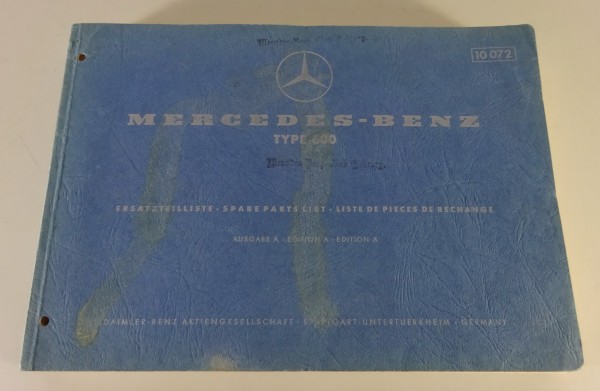 10 072
MERCEDES-BENZ
TYPE 600
ERSATZTEILLISTE · SPARE PARTS LIST · LISTE DE PIECES DE RECHANGE
AUSGABE A · EDITION A · EDITION A
DAIMLER-BENZ AKTIENGESELLSCHAFT · STUTTGART-UNTERTUERKHEIM · GERMANY